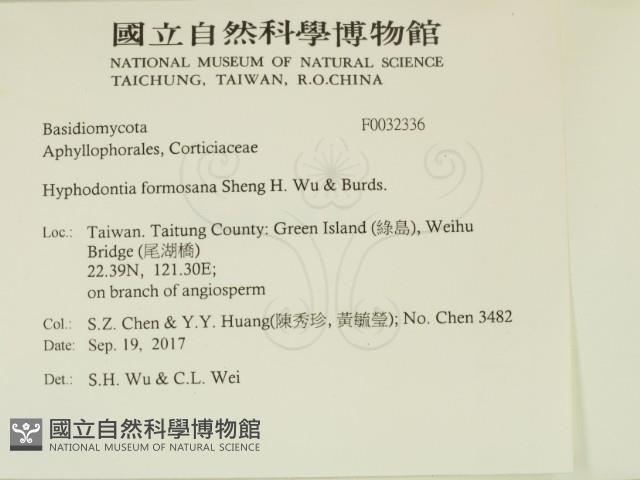 國立自然科學博物館
NATIONAL MUSEUM OF NATURAL SCIENCE
TAICHUNG, TAIWAN, R.O.CHINA
Basidiomycota F0032336
Aphyllophorales, Corticiaceae
Hyphodontia formosana Sheng H. Wu & Burds.
Loc.: Taiwan. Taitung County: Green Island (綠島), Weihu
Bridge (尾湖橋)
22.39N, 121.30E;
on branch of angiosperm
Col.: S.Z. Chen & Y.Y. Huang(陳秀珍, 黃毓瑩); No. Chen 3482
Date: Sep. 19, 2017
Det.: S.H. Wu & C.L. Wei
國立自然科學博物館
NATIONAL MUSEUM OF NATURAL SCIENCE